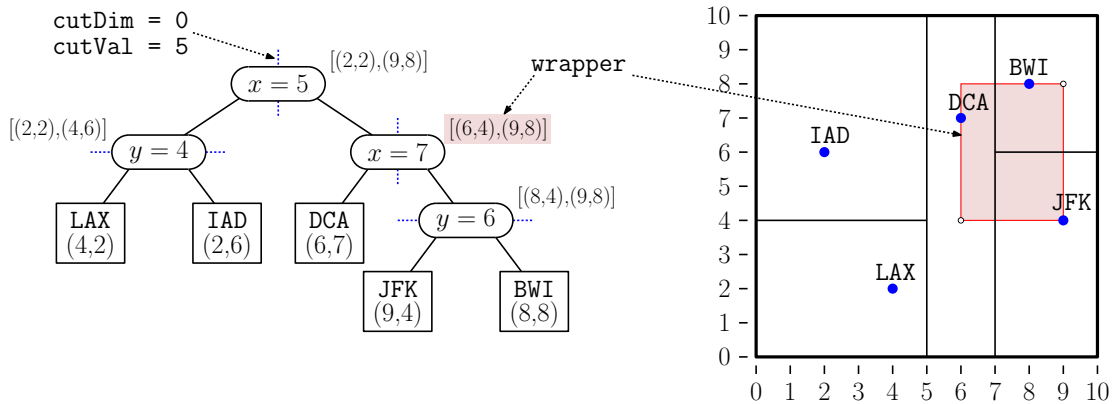 cutDim = 0
cutVal = 5
[(2,2),(9,8)]
x = 5
wrapper
[(2,2),(4,6)]
y = 4
x = 7
[(6,4),(9,8)]
LAX
(4,2)
IAD
(2,6)
DCA
(6,7)
y = 6
[(8,4),(9,8)]
JFK
(9,4)
BWI
(8,8)
10
9
8
7
6
5
4
3
2
1
0
BWI
DCA
IAD
JFK
LAX
0 1 2 3 4 5 6 7 8 9 10